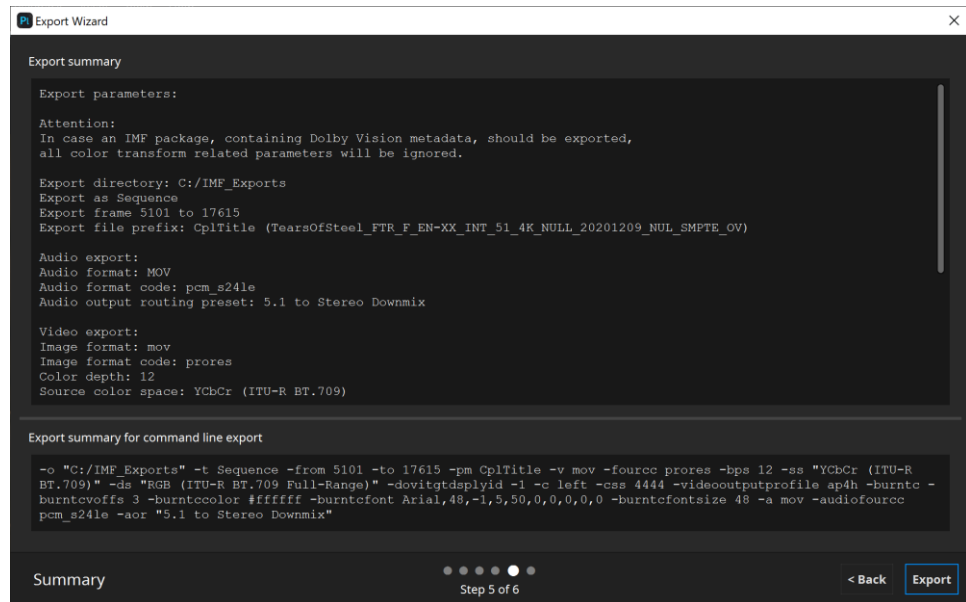 Pi Export Wizard
Export summary
Export parameters:
Attention:
In case an IMF package, containing Dolby Vision metadata, should be exported,
all color transform related parameters will be ignored.
Export directory: C:/IMF_Exports
Export as Sequence
Export frame 5101 to 17615
Export file prefix: CplTitle (TearsOfSteel_FTR_F_EN-XX_INT_51_4K_NULL_20201209_NUL_SMPTE_OV)
Audio export:
Audio format: MOV
Audio format code: pcm_s24le
Audio output routing preset: 5.1 to Stereo Downmix
Video export:
Image format: mov
Image format code: prores
Color depth: 12
Source color space: YCbCr (ITU-R BT.709)
Export summary for command line export
-o "C:/IMF_Exports" -t Sequence -from 5101 -to 17615 -pm CplTitle -v mov -fourcc prores -bps 12 -ss "YCbCr (ITU-R
BT.709)" -ds "RGB (ITU-R BT.709 Full-Range)" -dovitgtdsplyid -1 -c left -css 4444 -videooutputprofile ap4h -burntc -
burntcvoffs 3 -burntccolor #ffffff -burntcfont Arial,48,-1,5,50,0,0,0,0,0 -burntcfontsize 48 -a mov -audiofourcc
pcm_s24le -aor "5.1 to Stereo Downmix"
Summary
Step 5 of 6
< Back
Export